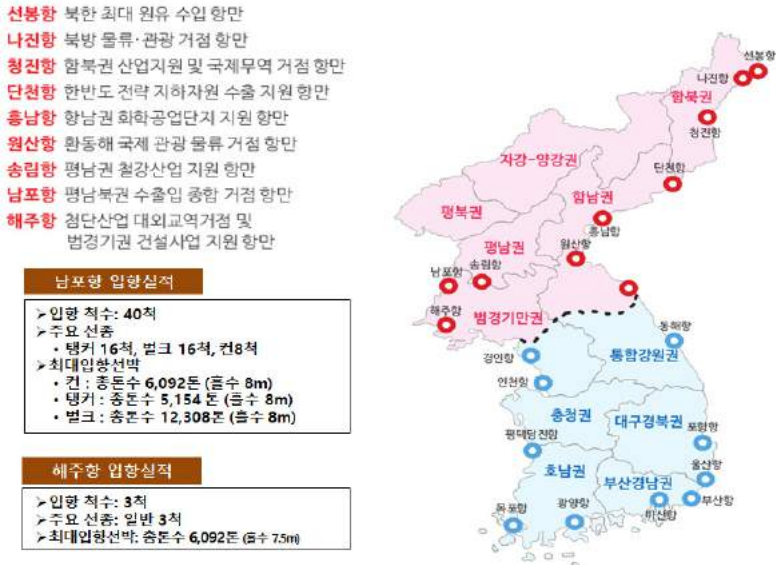 선봉항 북한 최대 원유 수입 항만
나진항 북방 물류·관광 거점 항만
청진항 함북권 산업지원 및 국제무역 거점 항만
단천항 한반도 전략 지하자원 수출 지원 항만
흥남항 함남권 화학공업단지 지원 항만
원산항 환동해 국제 관광 물류 거점 항만
송림항 평남권 철강산업 지원 항만
남포항 평남북권 수출입 종합 거점 항만
해주항 첨단산업 대외교역거점 및
범경기권 건설사업 지원 항만
남포항 입항실적
➢입항 척수: 40척
➢주요 선종
• 탱커 16척, 벌크 16척, 컨8척
➢최대입항선박
• 컨 : 총톤수 6,092톤 (흘수 8m)
• 탱커 : 총톤수 5,154 톤 (흘수 8m)
• 벌크 : 총톤수 12,308톤 (흘수 8m)
해주항 입항실적
➢입항 척수: 3척
➢주요 선종: 일반 3척
➢최대입항선박: 총톤수 6,092톤 (흘수 7.5m)
선봉항
나진항
함북권
청진항
자강-양강권
단천항
함남권
평북권
흥남항
평남권
원산항
송림항
남포항
해주항
범경기만권
동해항
경인항
통합강원권
인천항
충청권
대구경북권
평택당진항
포항항
호남권
울산항
부산경남권
광양항
부산항
목포항
마산항